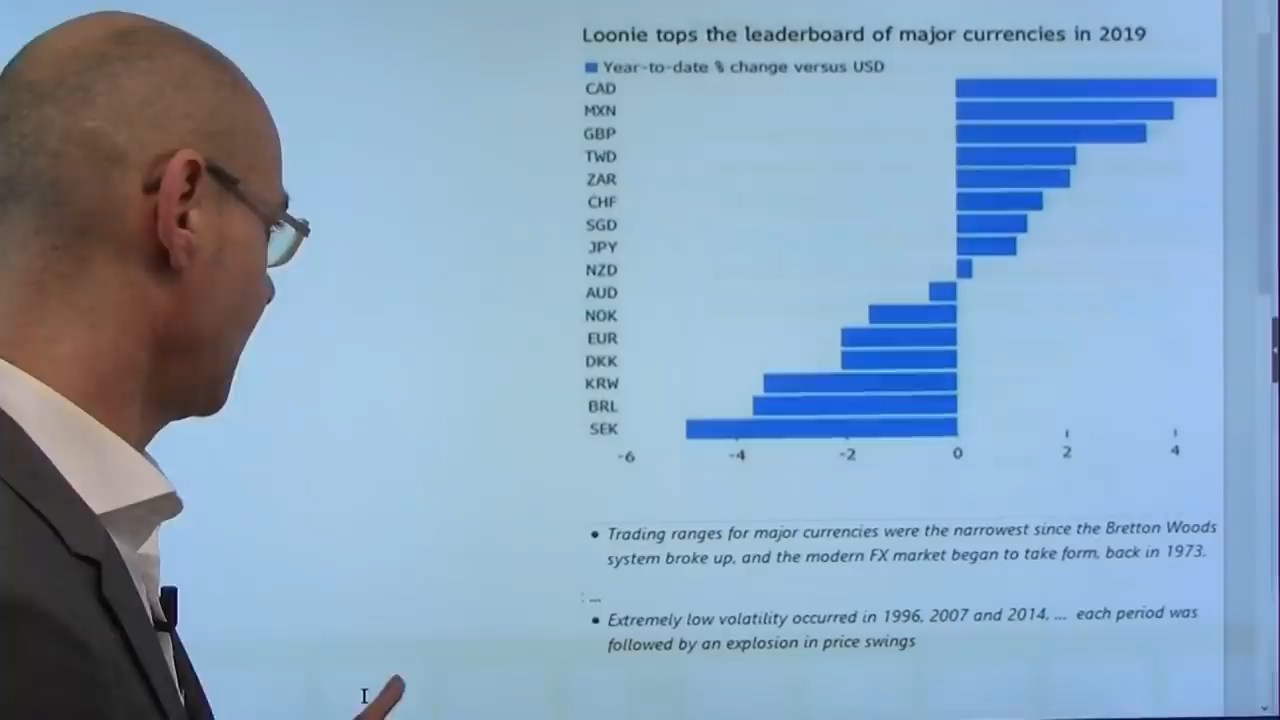 Loonie tops the leaderboard of major currencies in 2019
Year-to-date % change versus USD
CAD
MXN
GBP
TWD
ZAR
CHF
SGD
JPY
NZD
AUD
NOK
EUR
DKK
KRW
BRL
SEK
-6 -4 -2 0 2 4
• Trading ranges for major currencies were the narrowest since the Bretton Woods
system broke up, and the modern FX market began to take form, back in 1973.
: ...
• Extremely low volatility occurred in 1996, 2007 and 2014, ... each period was
followed by an explosion in price swings